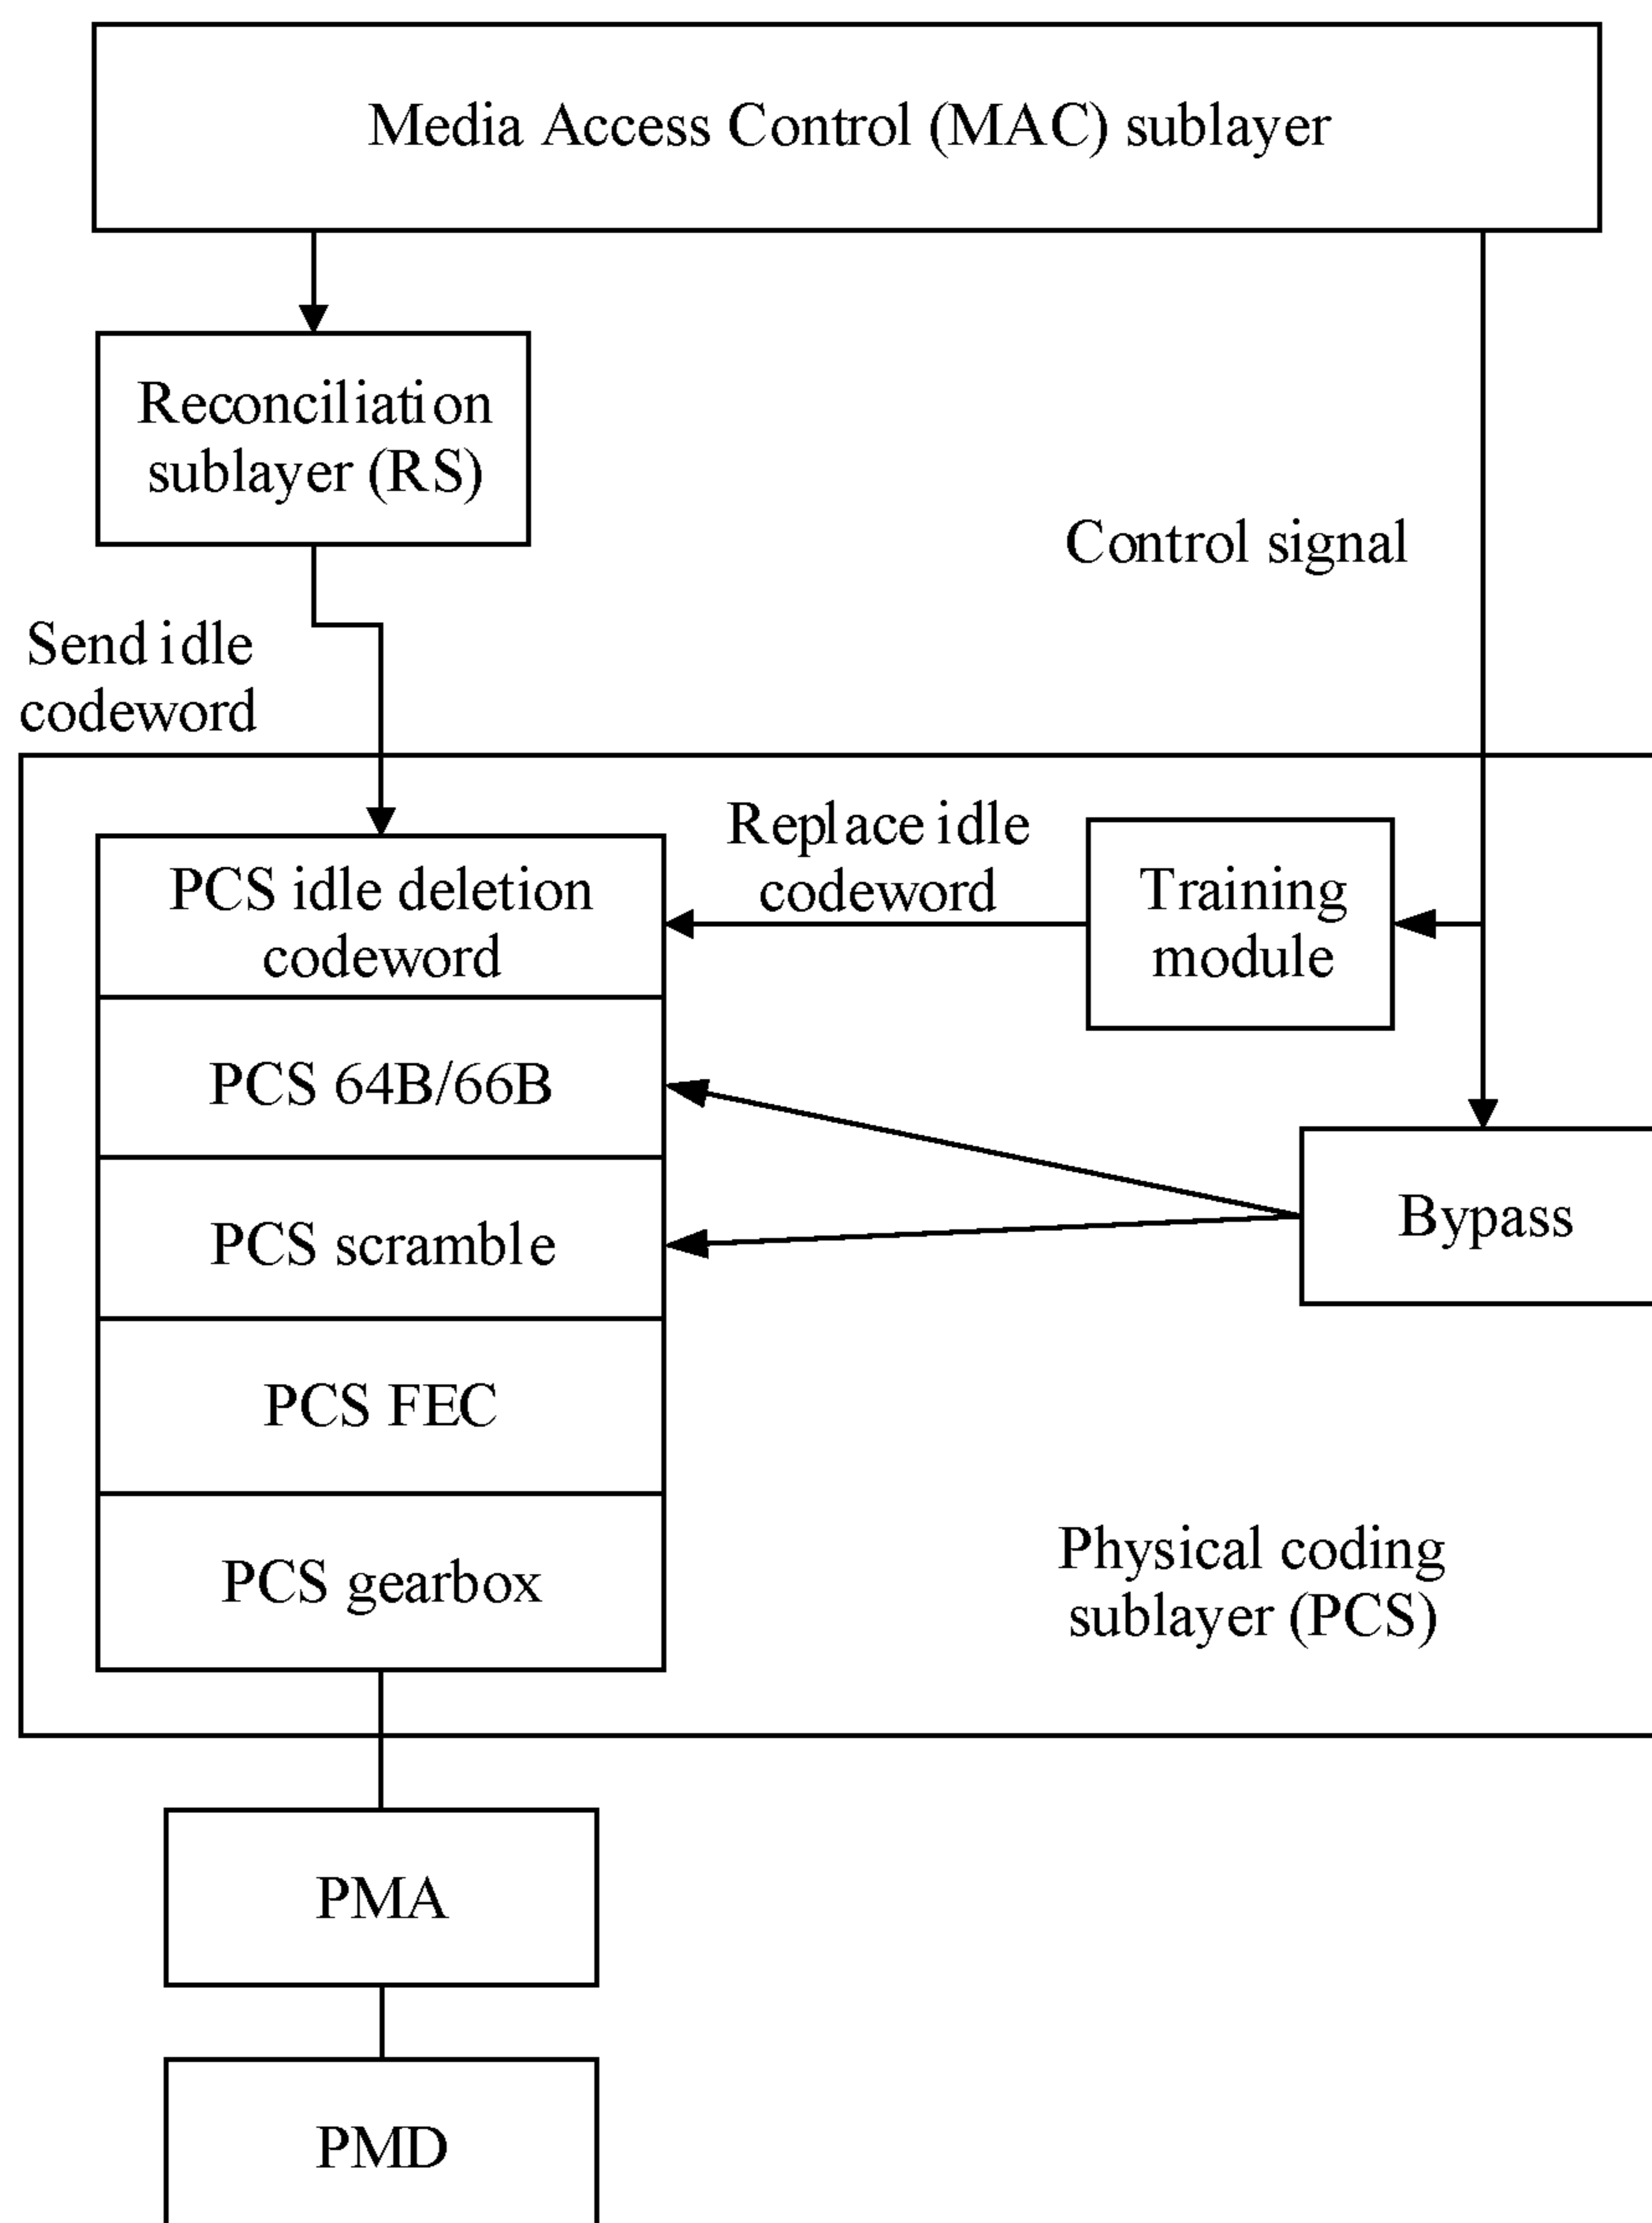 Media Access Control (MAC) sublayer
Reconciliation
sublayer (RS)
Control signal
Send idle
codeword
Replace idle
codeword
PCS idle deletion
codeword
Training
module
PCS 64B/66B
PCS scramble
Bypass
PCS FEC
PCS gearbox
Physical coding
sublayer (PCS)
PMA
PMD